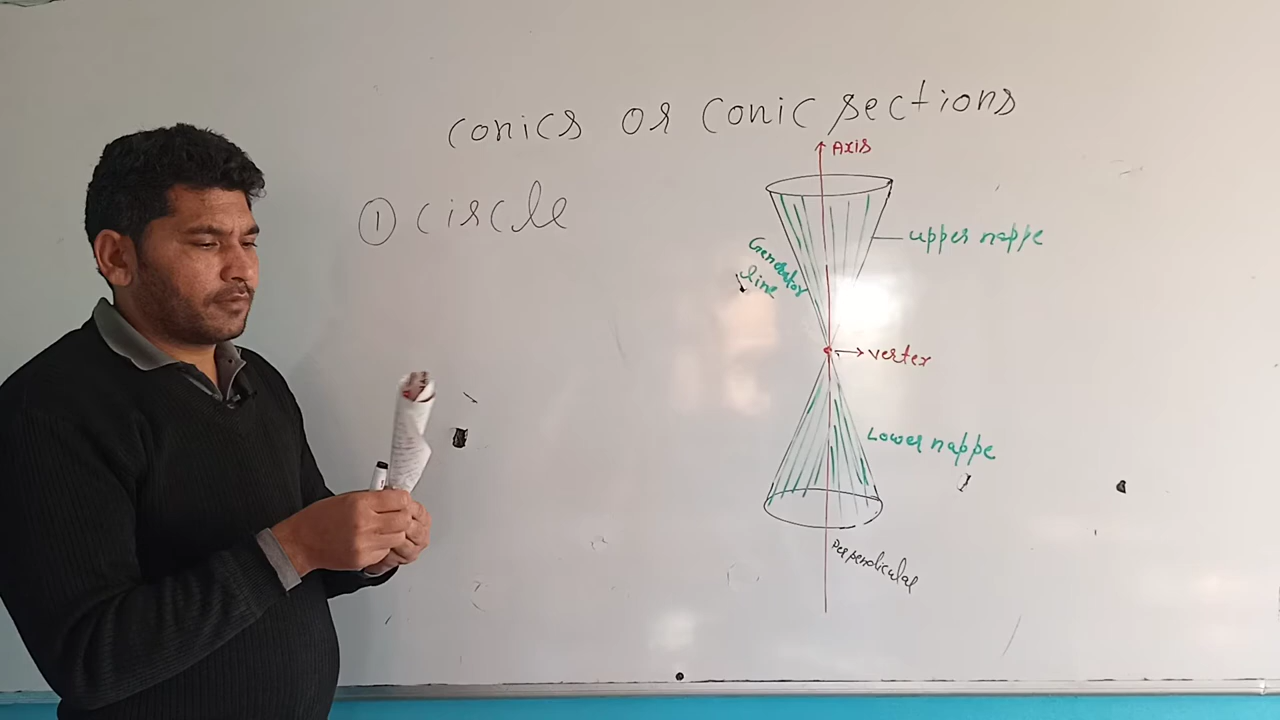 conics or conic sections
Axis
① circle
upper nappe
Generator
line
vertex
Lower nappe
Perpendicular